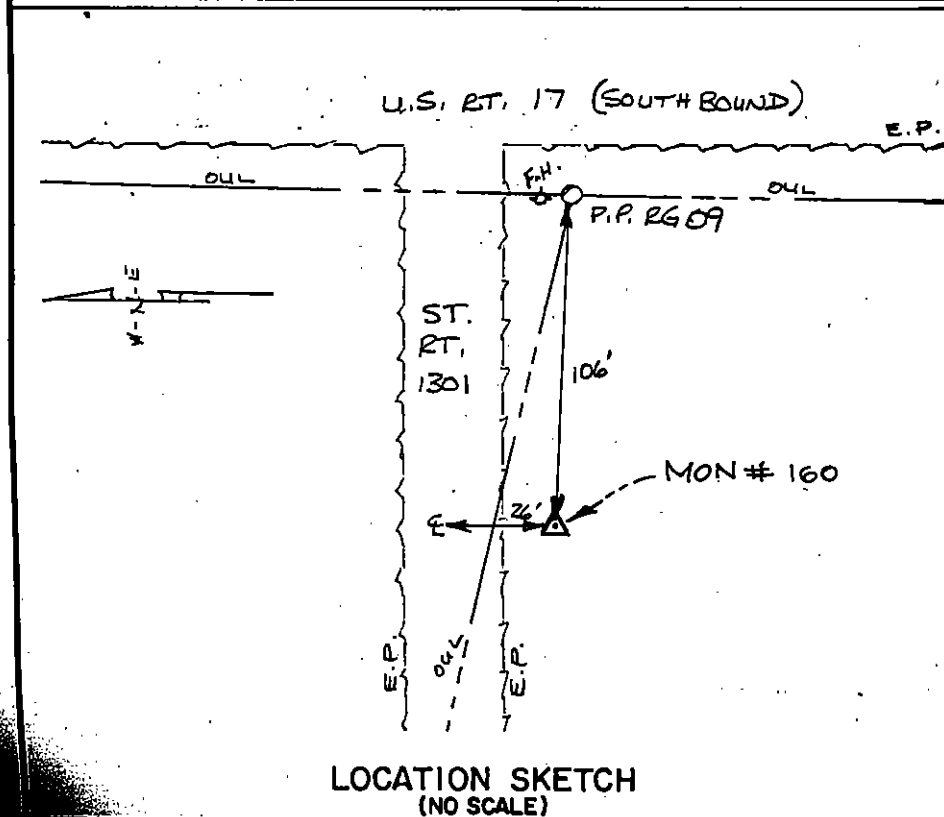 U.S. RT. 17 (SOUTH BOUND)
E.P.
OUL
F.H.
OUL
P.P. RG09
E
W
ST.
RT.
1301
106'
MON # 160
℄
26'
E.P.
OUL
E.P.
LOCATION SKETCH
(NO SCALE)